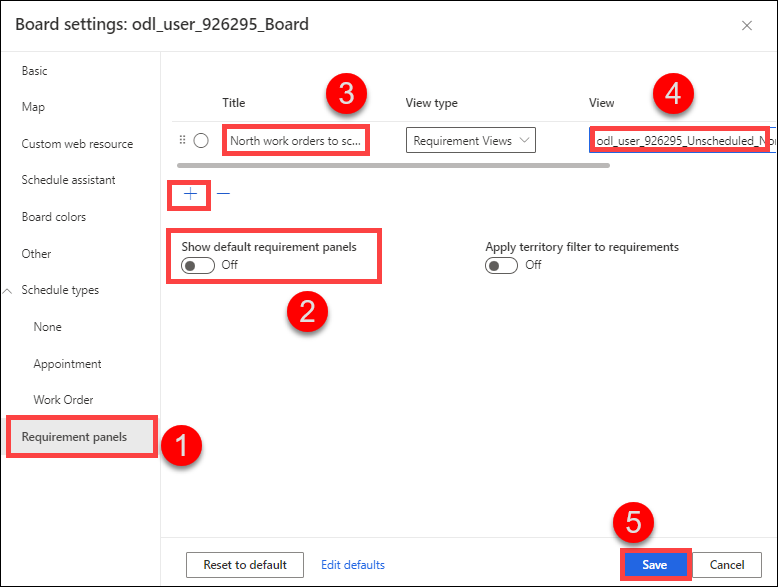 Board settings: odl_user_926295_Board
Basic
Map
Custom web resource
Schedule assistant
Board colors
Other
Schedule types
None
Appointment
Work Order
Requirement panels
1
3
4
Title View type View
North work orders to sc... Requirement Views odl_user_926295_Unscheduled_Nor
Show default requirement panels Apply territory filter to requirements
Off Off
2
5
Reset to default Edit defaults Save Cancel